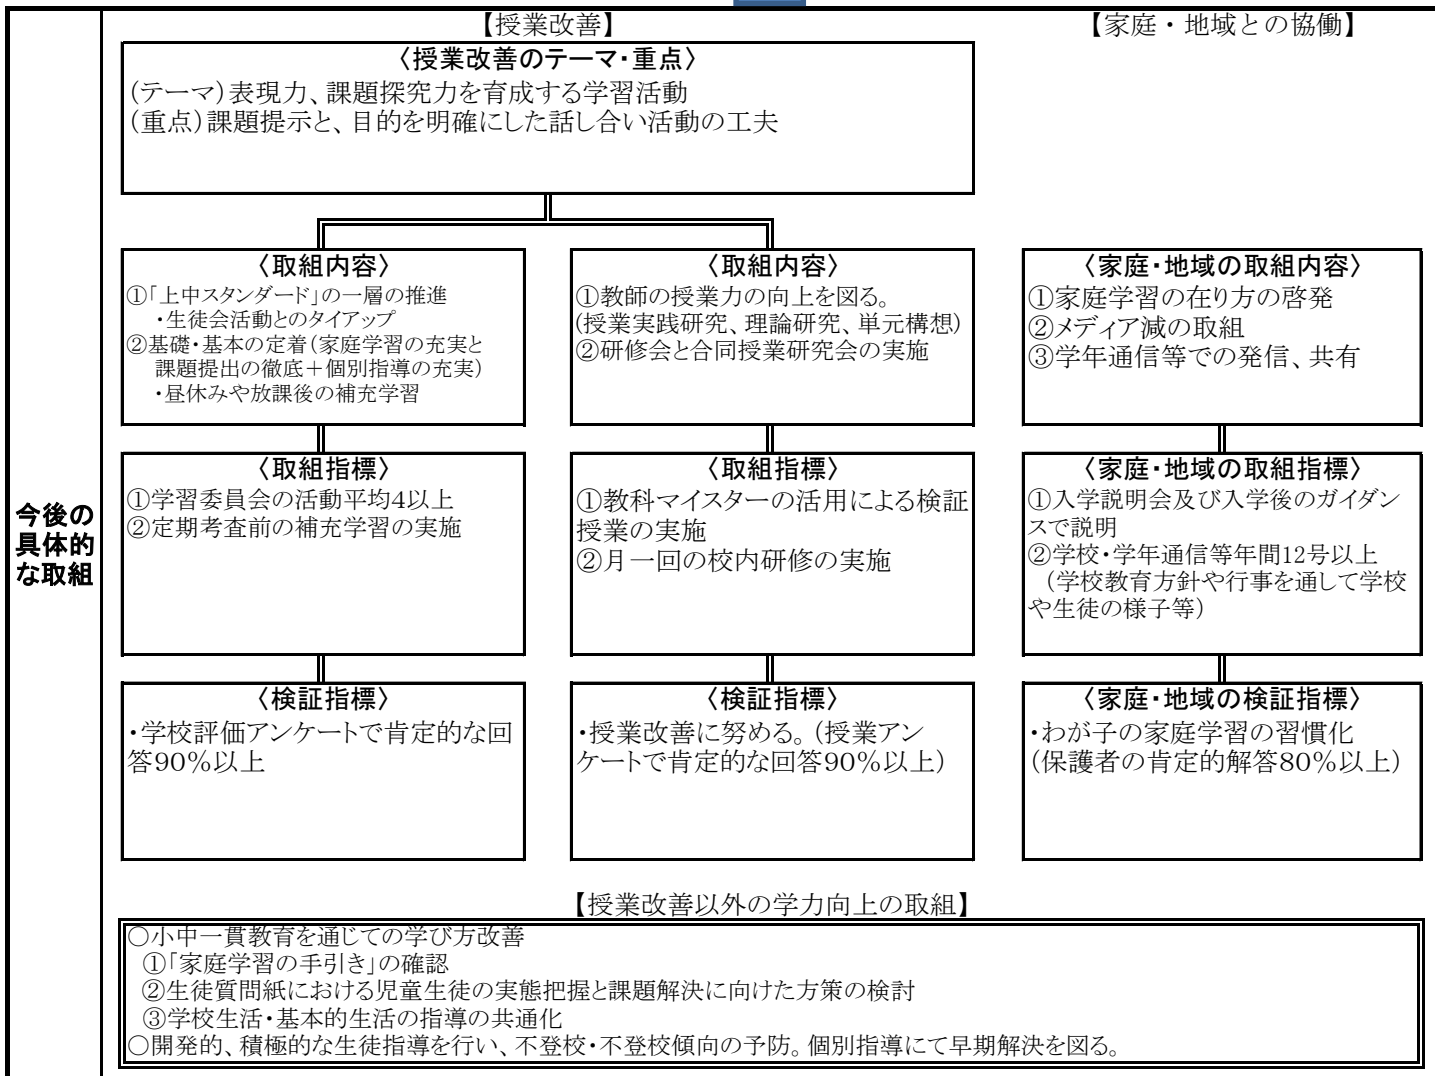 【授業改善】
【家庭・地域との協働】
〈授業改善のテーマ・重点〉
(テーマ)表現力、課題探究力を育成する学習活動
(重点)課題提示と、目的を明確にした話し合い活動の工夫
〈取組内容〉
①「上中スタンダード」の一層の推進
・生徒会活動とのタイアップ
②基礎・基本の定着(家庭学習の充実と
課題提出の徹底＋個別指導の充実)
・昼休みや放課後の補充学習
〈取組内容〉
①教師の授業力の向上を図る。
(授業実践研究、理論研究、単元構想)
②研修会と合同授業研究会の実施
〈家庭・地域の取組内容〉
①家庭学習の在り方の啓発
②メディア減の取組
③学年通信等での発信、共有
今後の
具体的
な取組
〈取組指標〉
①学習委員会の活動平均4以上
②定期考査前の補充学習の実施
〈取組指標〉
①教科マイスターの活用による検証
授業の実施
②月一回の校内研修の実施
〈家庭・地域の取組指標〉
①入学説明会及び入学後のガイダン
スで説明
②学校・学年通信等年間12号以上
(学校教育方針や行事を通して学校
や生徒の様子等)
〈検証指標〉
・学校評価アンケートで肯定的な回
答90％以上
〈検証指標〉
・授業改善に努める。(授業アン
ケートで肯定的な回答90％以上)
〈家庭・地域の検証指標〉
・わが子の家庭学習の習慣化
(保護者の肯定的解答80％以上)
【授業改善以外の学力向上の取組】
○小中一貫教育を通じての学び方改善
①「家庭学習の手引き」の確認
②生徒質問紙における児童生徒の実態把握と課題解決に向けた方策の検討
③学校生活・基本的生活の指導の共通化
○開発的、積極的な生徒指導を行い、不登校・不登校傾向の予防。個別指導にて早期解決を図る。